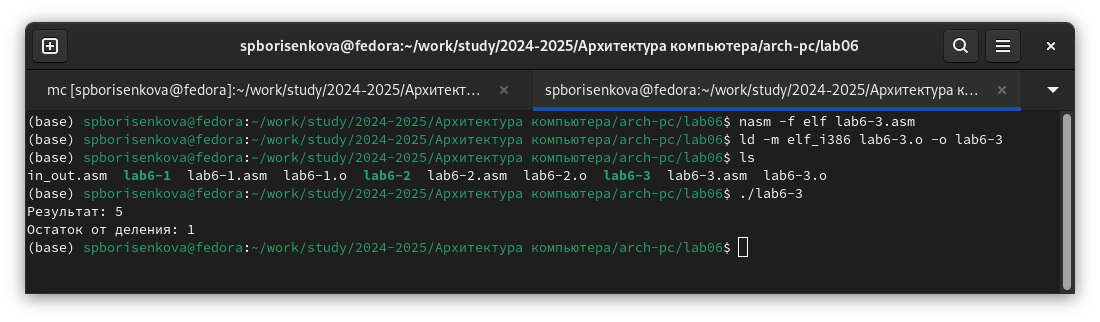 spborisenkova@fedora:~/work/study/2024-2025/Архитектура компьютера/arch-pc/lab06
mc [spborisenkova@fedora]:~/work/study/2024-2025/Архитект…
spborisenkova@fedora:~/work/study/2024-2025/Архитектура к…
(base) spborisenkova@fedora:~/work/study/2024-2025/Архитектура компьютера/arch-pc/lab06$ nasm -f elf lab6-3.asm
(base) spborisenkova@fedora:~/work/study/2024-2025/Архитектура компьютера/arch-pc/lab06$ ld -m elf_i386 lab6-3.o -o lab6-3
(base) spborisenkova@fedora:~/work/study/2024-2025/Архитектура компьютера/arch-pc/lab06$ ls
in_out.asm  lab6-1  lab6-1.asm  lab6-1.o  lab6-2  lab6-2.asm  lab6-2.o  lab6-3  lab6-3.asm  lab6-3.o
(base) spborisenkova@fedora:~/work/study/2024-2025/Архитектура компьютера/arch-pc/lab06$ ./lab6-3
Результат: 5
Остаток от деления: 1
(base) spborisenkova@fedora:~/work/study/2024-2025/Архитектура компьютера/arch-pc/lab06$